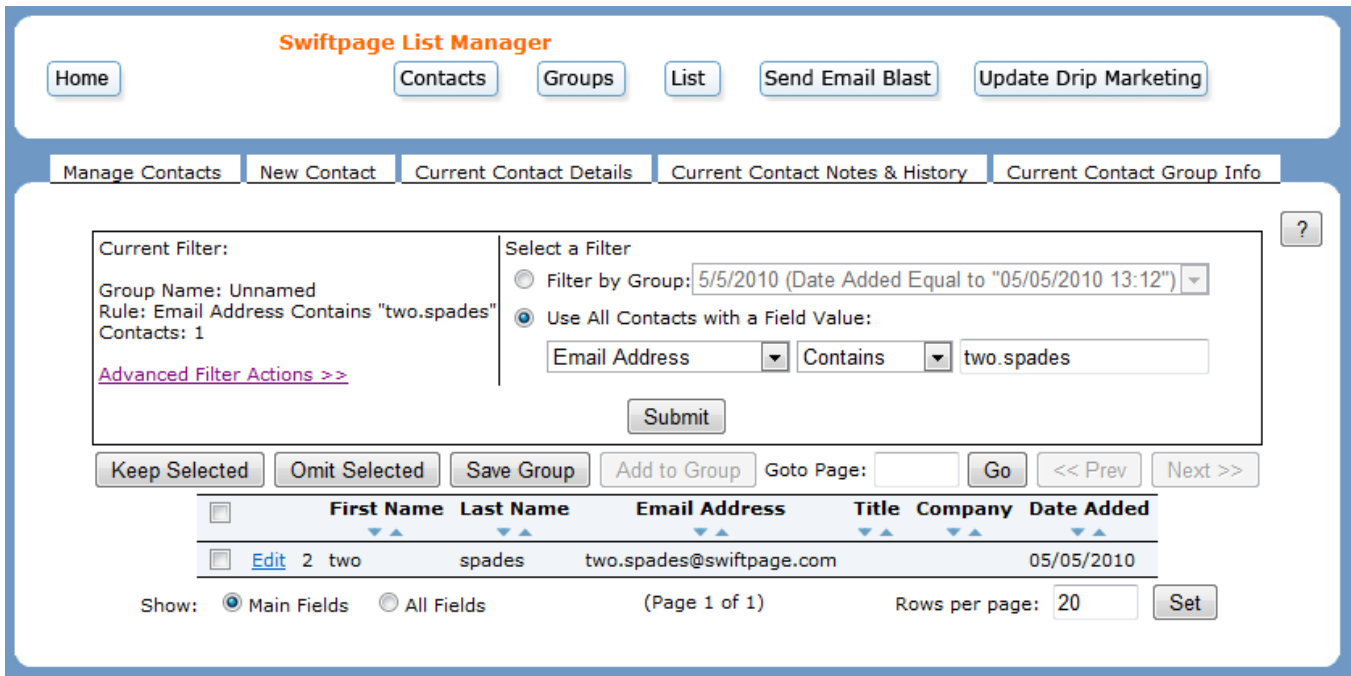 Swiftpage List Manager
Home Contacts Groups List Send Email Blast Update Drip Marketing
Manage Contacts New Contact Current Contact Details Current Contact Notes & History Current Contact Group Info
?
Current Filter:
Group Name: Unnamed
Rule: Email Address Contains "two.spades"
Contacts: 1
Advanced Filter Actions >>
Select a Filter
Filter by Group: 5/5/2010 (Date Added Equal to "05/05/2010 13:12")
Use All Contacts with a Field Value:
Email Address Contains two.spades
Submit
Keep Selected Omit Selected Save Group Add to Group Goto Page: Go << Prev Next >>
First Name Last Name Email Address Title Company Date Added
Edit 2 two spades two.spades@swiftpage.com 05/05/2010
Show: Main Fields All Fields (Page 1 of 1) Rows per page: 20 Set